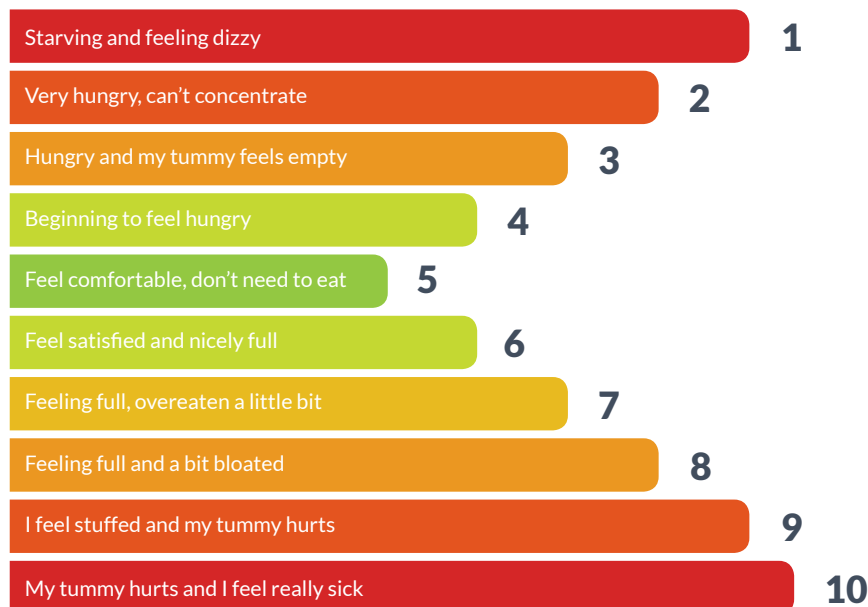 Starving and feeling dizzy 1
Very hungry, can’t concentrate 2
Hungry and my tummy feels empty 3
Beginning to feel hungry 4
Feel comfortable, don’t need to eat 5
Feel satisfied and nicely full 6
Feeling full, overeaten a little bit 7
Feeling full and a bit bloated 8
I feel stuffed and my tummy hurts 9
My tummy hurts and I feel really sick 10